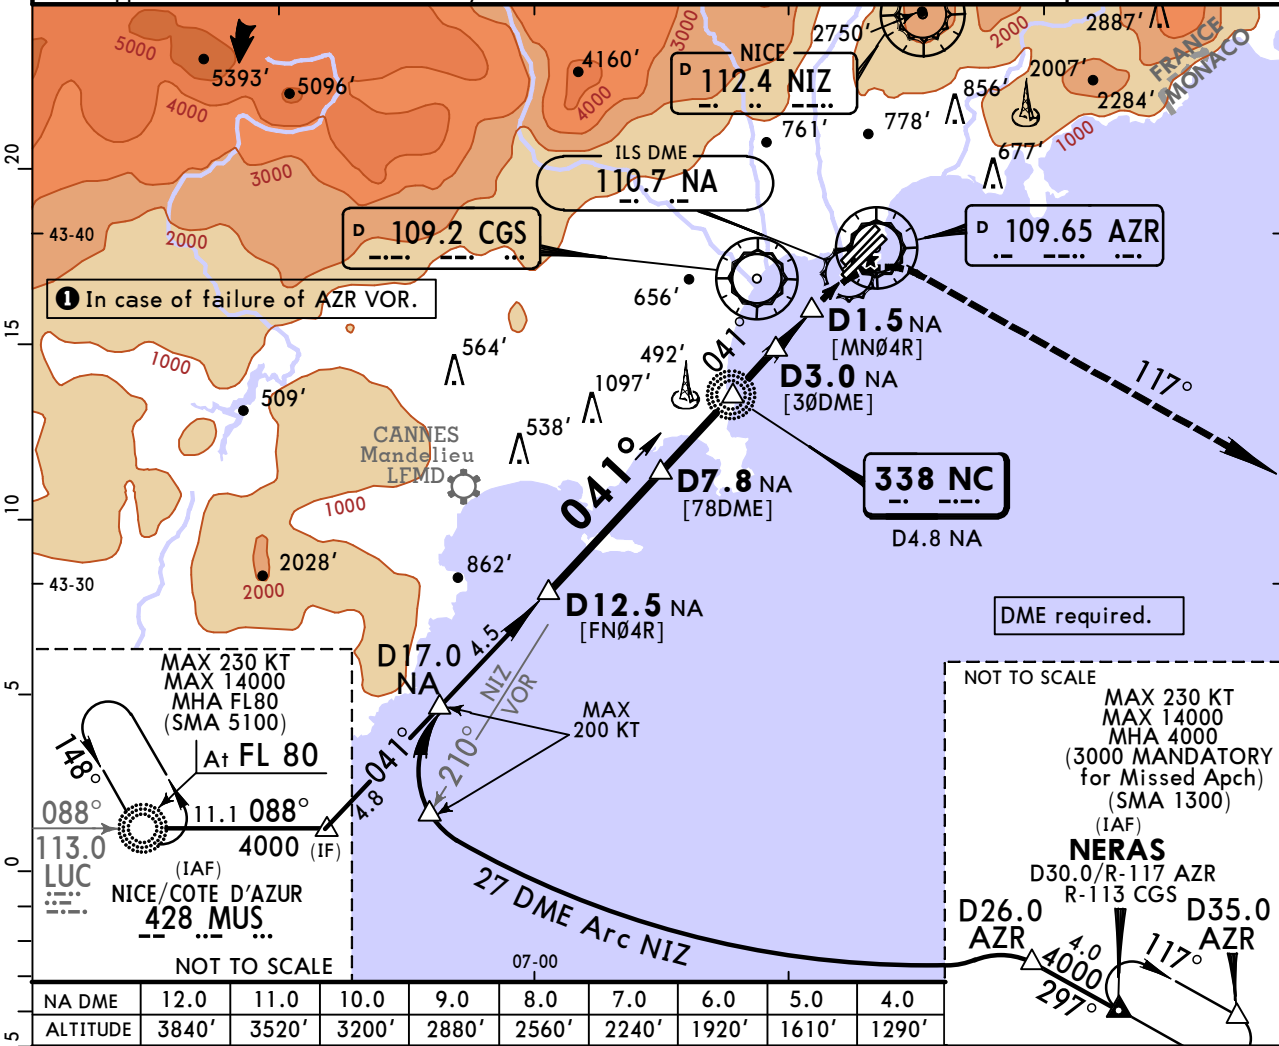 5000
5393'
5096'
4000
3000
2000
4160'
4000
3000
NICE
D 112.4 NIZ
2750'
2000
2887'
FRANCE
MONACO
856'
2007'
2284'
1000
761'
778'
677'
ILS DME
110.7 NA
D 109.2 CGS
D 109.65 AZR
20
43-40
1 In case of failure of AZR VOR.
656'
15
1000
564'
492'
041°
D1.5 NA
[MNØ4R]
D3.0 NA
[3ØDME]
117°
509'
1097'
538'
CANNES
Mandelieu
LFMD
041°
D7.8 NA
[78DME]
338 NC
D4.8 NA
10
1000
2028'
2000
862'
43-30
D12.5 NA
[FNØ4R]
DME required.
5
D17.0
NA
4.5
NIZ
VOR
210°
MAX
200 KT
041°
4.8
MAX 230 KT
MAX 14000
MHA FL80
(SMA 5100)
At FL 80
148°
088°
113.0
LUC
11.1 088°
4000 (IF)
(IAF)
NICE/COTE D'AZUR
428 MUS
NOT TO SCALE
0
27 DME Arc NIZ
07-00
NOT TO SCALE
MAX 230 KT
MAX 14000
MHA 4000
(3000 MANDATORY
for Missed Apch)
(SMA 1300)
(IAF)
NERAS
D30.0/R-117 AZR
R-113 CGS
D26.0
AZR
D35.0
AZR
4.0
4000
297°
117°
5
NA DME 12.0 11.0 10.0 9.0 8.0 7.0 6.0 5.0 4.0
ALTITUDE 3840' 3520' 3200' 2880' 2560' 2240' 1920' 1610' 1290'